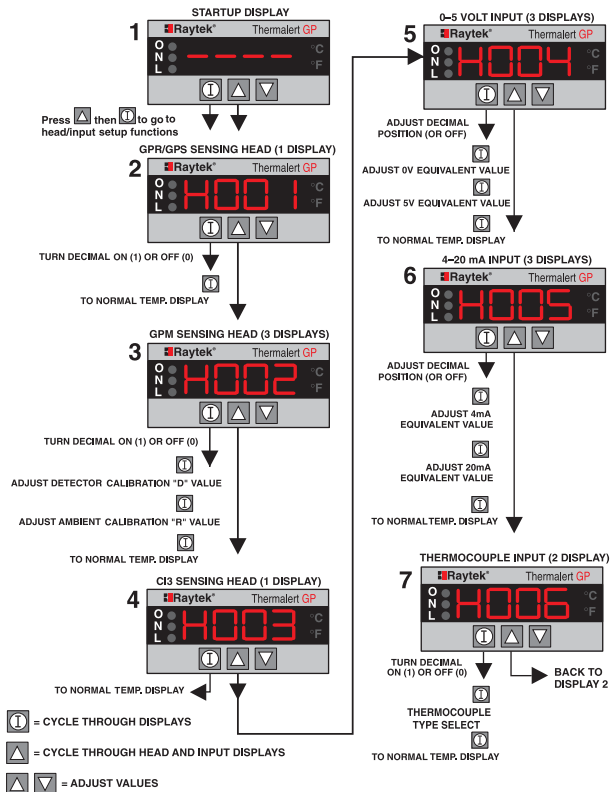 STARTUP DISPLAY
1
Raytek® Thermalert GP
O
N
L
----
°C
°F
Press △ then Ⓘ to go to
head/input setup functions
GPR/GPS SENSING HEAD (1 DISPLAY)
2
Raytek® Thermalert GP
O
N
L
H001
°C
°F
TURN DECIMAL ON (1) OR OFF (0)
TO NORMAL TEMP. DISPLAY
GPM SENSING HEAD (3 DISPLAYS)
3
Raytek® Thermalert GP
O
N
L
H002
°C
°F
TURN DECIMAL ON (1) OR OFF (0)
ADJUST DETECTOR CALIBRATION "D" VALUE
ADJUST AMBIENT CALIBRATION "R" VALUE
TO NORMAL TEMP. DISPLAY
CI3 SENSING HEAD (1 DISPLAY)
4
Raytek® Thermalert GP
O
N
L
H003
°C
°F
TO NORMAL TEMP. DISPLAY
Ⓘ = CYCLE THROUGH DISPLAYS
△ = CYCLE THROUGH HEAD AND INPUT DISPLAYS
△ ▽ = ADJUST VALUES
0–5 VOLT INPUT (3 DISPLAYS)
5
Raytek® Thermalert GP
O
N
L
H004
°C
°F
ADJUST DECIMAL
POSITION (OR OFF)
ADJUST 0V EQUIVALENT VALUE
ADJUST 5V EQUIVALENT VALUE
TO NORMAL TEMP. DISPLAY
4–20 mA INPUT (3 DISPLAYS)
6
Raytek® Thermalert GP
O
N
L
H005
°C
°F
ADJUST DECIMAL
POSITION (OR OFF)
ADJUST 4mA
EQUIVALENT VALUE
ADJUST 20mA
EQUIVALENT VALUE
TO NORMAL TEMP. DISPLAY
THERMOCOUPLE INPUT (2 DISPLAY)
7
Raytek® Thermalert GP
O
N
L
H006
°C
°F
TURN DECIMAL
ON (1) OR OFF (0)
BACK TO
DISPLAY 2
THERMOCOUPLE
TYPE SELECT
TO NORMAL TEMP. DISPLAY